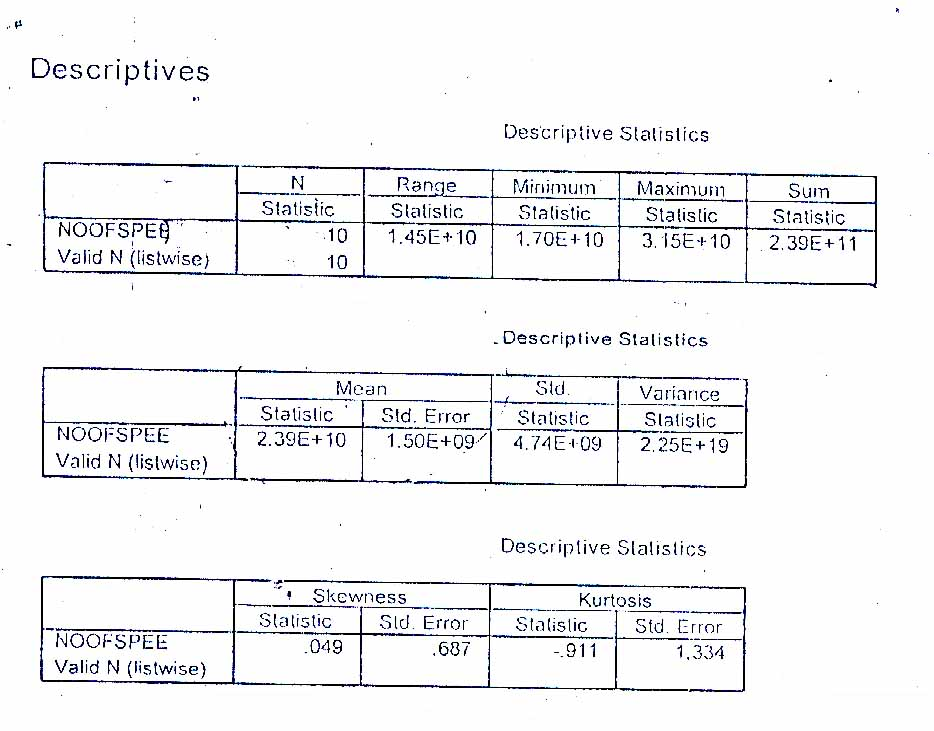 Descriptives
Descriptive Statistics
N Range Minimum Maximum Sum
Statistic Statistic Statistic Statistic Statistic
NOOFSPEE 10 1.45E+10 1.70E+10 3.15E+10 2.39E+11
Valid N (listwise) 10
Descriptive Statistics
Mean Std. Variance
Statistic Std. Error Statistic Statistic
NOOFSPEE 2.39E+10 1.50E+09 4.74E+09 2.25E+19
Valid N (listwise)
Descriptive Statistics
Skewness Kurtosis
Statistic Std. Error Statistic Std. Error
NOOFSPEE .049 .687 -.911 1.334
Valid N (listwise)